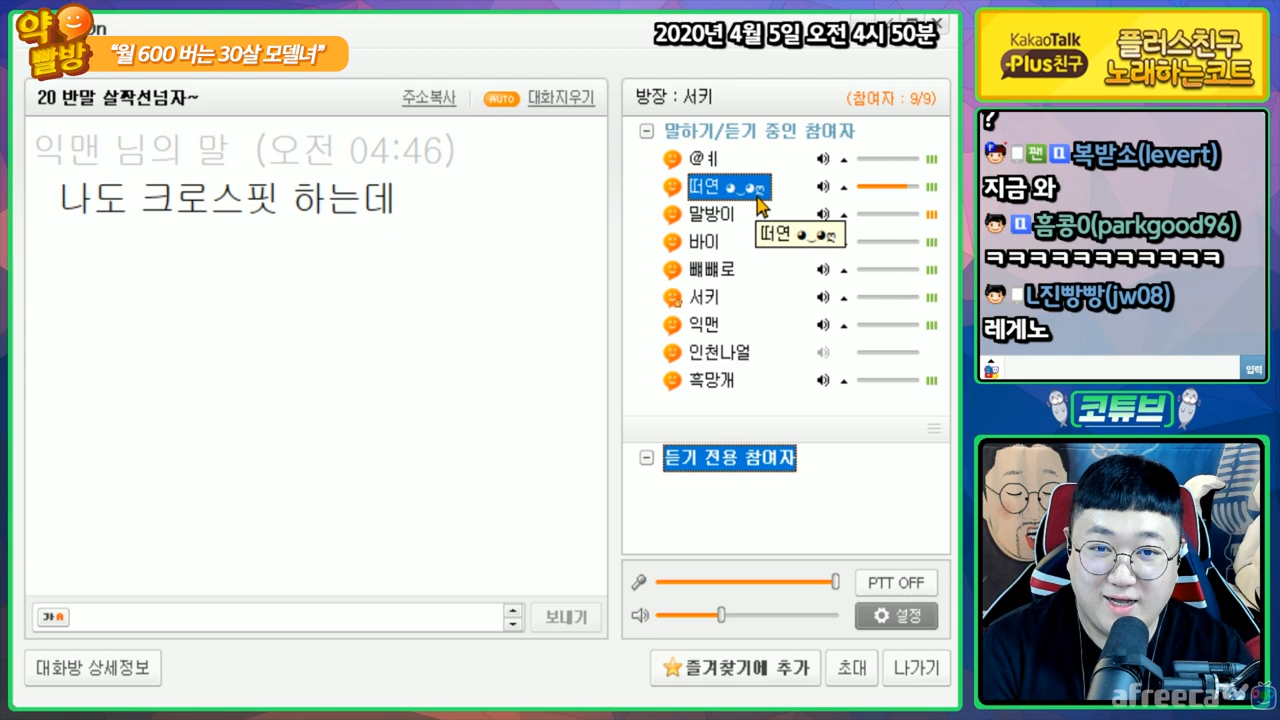 약빨방
“월 600 버는 30살 모델녀”
on
2020년 4월 5일 오전 4시 50분
20 반말 살짝선넘자~
주소복사
AUTO
대화지우기
익맨 님의 말 (오전 04:46)
나도 크로스핏 하는데
방장 : 서키
(참여자 : 9/9)
말하기/듣기 중인 참여자
@ㅔ
떠연 ◕‿◕ღ
떠연 ◕‿◕ღ
말방이
바이
뺴뺴로
서키
익맨
인천나얼
흑망개
듣기 전용 참여자
PTT OFF
설정
가A
보내기
대화방 상세정보
즐겨찾기에 추가
초대
나가기
KakaoTalk
Plus친구
플러스친구
노래하는코트
?
팬
복받소(levert)
지금 와
흠콩0(parkgood96)
ㅋㅋㅋㅋㅋㅋㅋㅋㅋㅋㅋ
L진빵빵(jw08)
레게노
입력
코튜브
afreecaTV